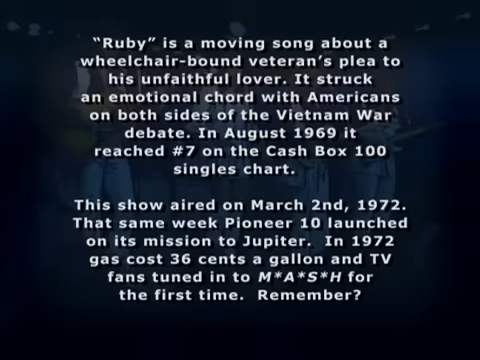 “Ruby” is a moving song about a
wheelchair-bound veteran’s plea to
his unfaithful lover. It struck
an emotional chord with Americans
on both sides of the Vietnam War
debate. In August 1969 it
reached #7 on the Cash Box 100
singles chart.
This show aired on March 2nd, 1972.
That same week Pioneer 10 launched
on its mission to Jupiter.  In 1972
gas cost 36 cents a gallon and TV
fans tuned in to M*A*S*H for
the first time.  Remember?